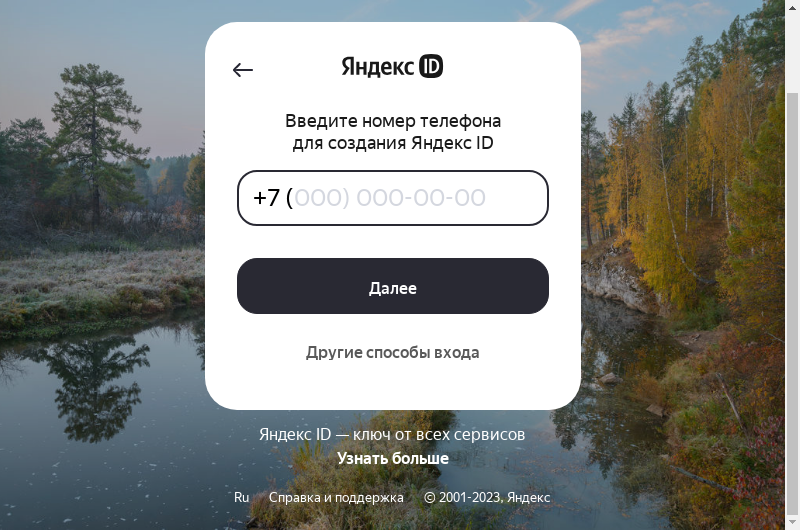 Яндекс ID
Введите номер телефона
для создания Яндекс ID
+7 (000) 000-00-00
Далее
Другие способы входа
Яндекс ID — ключ от всех сервисов
Узнать больше
Ru Справка и поддержка © 2001-2023, Яндекс